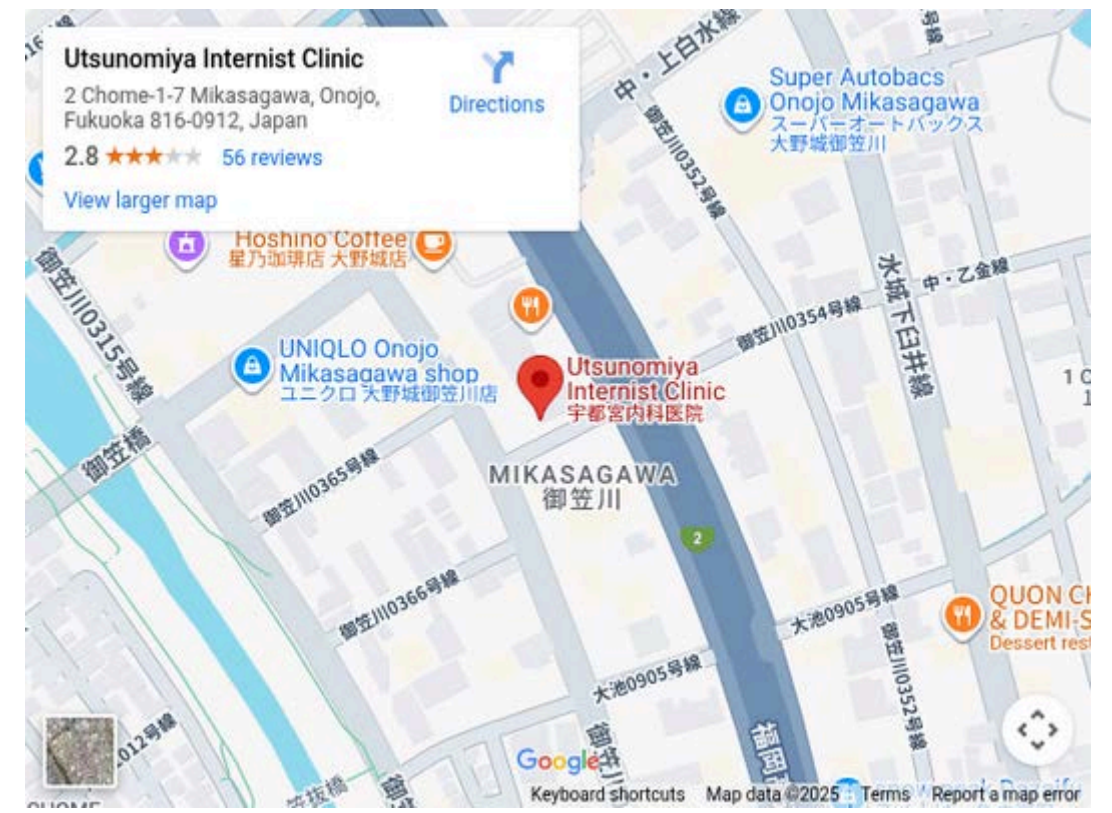 Utsunomiya Internist Clinic
2 Chome-1-7 Mikasagawa, Onojo,
Fukuoka 816-0912, Japan
2.8
56 reviews
View larger map
Directions
中・上白水線
Super Autobacs
Onojo Mikasagawa
スーパーオートバックス
大野城御笠川
御笠川0352号線
Hoshino Coffee
星乃珈琲店 大野城店
御笠川0315号線
水城下臼井線
中・乙金線
御笠川0354号線
UNIQLO Onojo
Mikasagawa shop
ユニクロ 大野城御笠川店
Utsunomiya
Internist Clinic
宇都宮内科医院
御笠橋
御笠川0365号線
MIKASAGAWA
御笠川
2
御笠川0366号線
大池0905号線
QUON
& DEMI-S
Dessert rest
御笠川0352号線
大池0905号線
笠抜橋
Google
Keyboard shortcuts
Map data ©2025
Terms
Report a map error